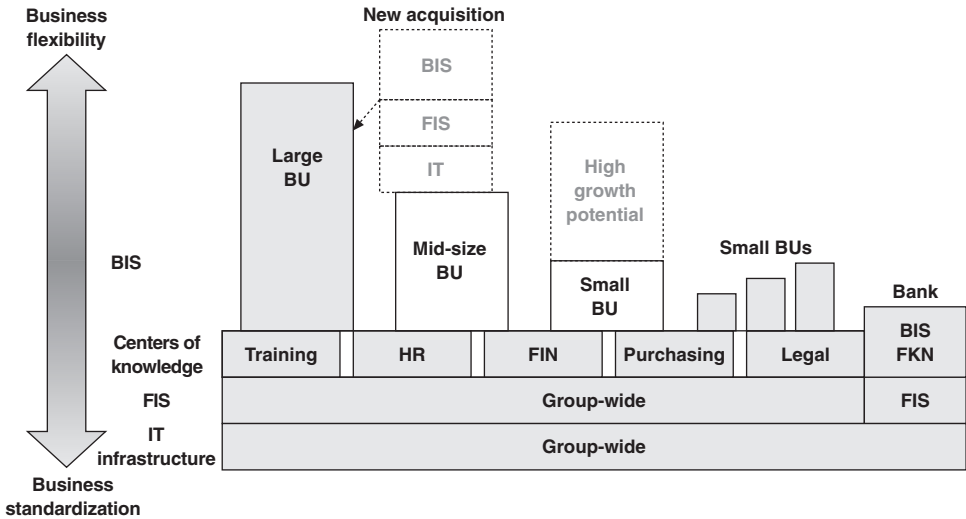 Business
flexibility
New acquisition
BIS
FIS
IT
Large
BU
High
growth
potential
Mid-size
BU
Small BUs
BIS
Small
BU
Bank
Centers of
knowledge
Training
HR
FIN
Purchasing
Legal
BIS
FKN
FIS
Group-wide
FIS
IT
infrastructure
Group-wide
Business
standardization